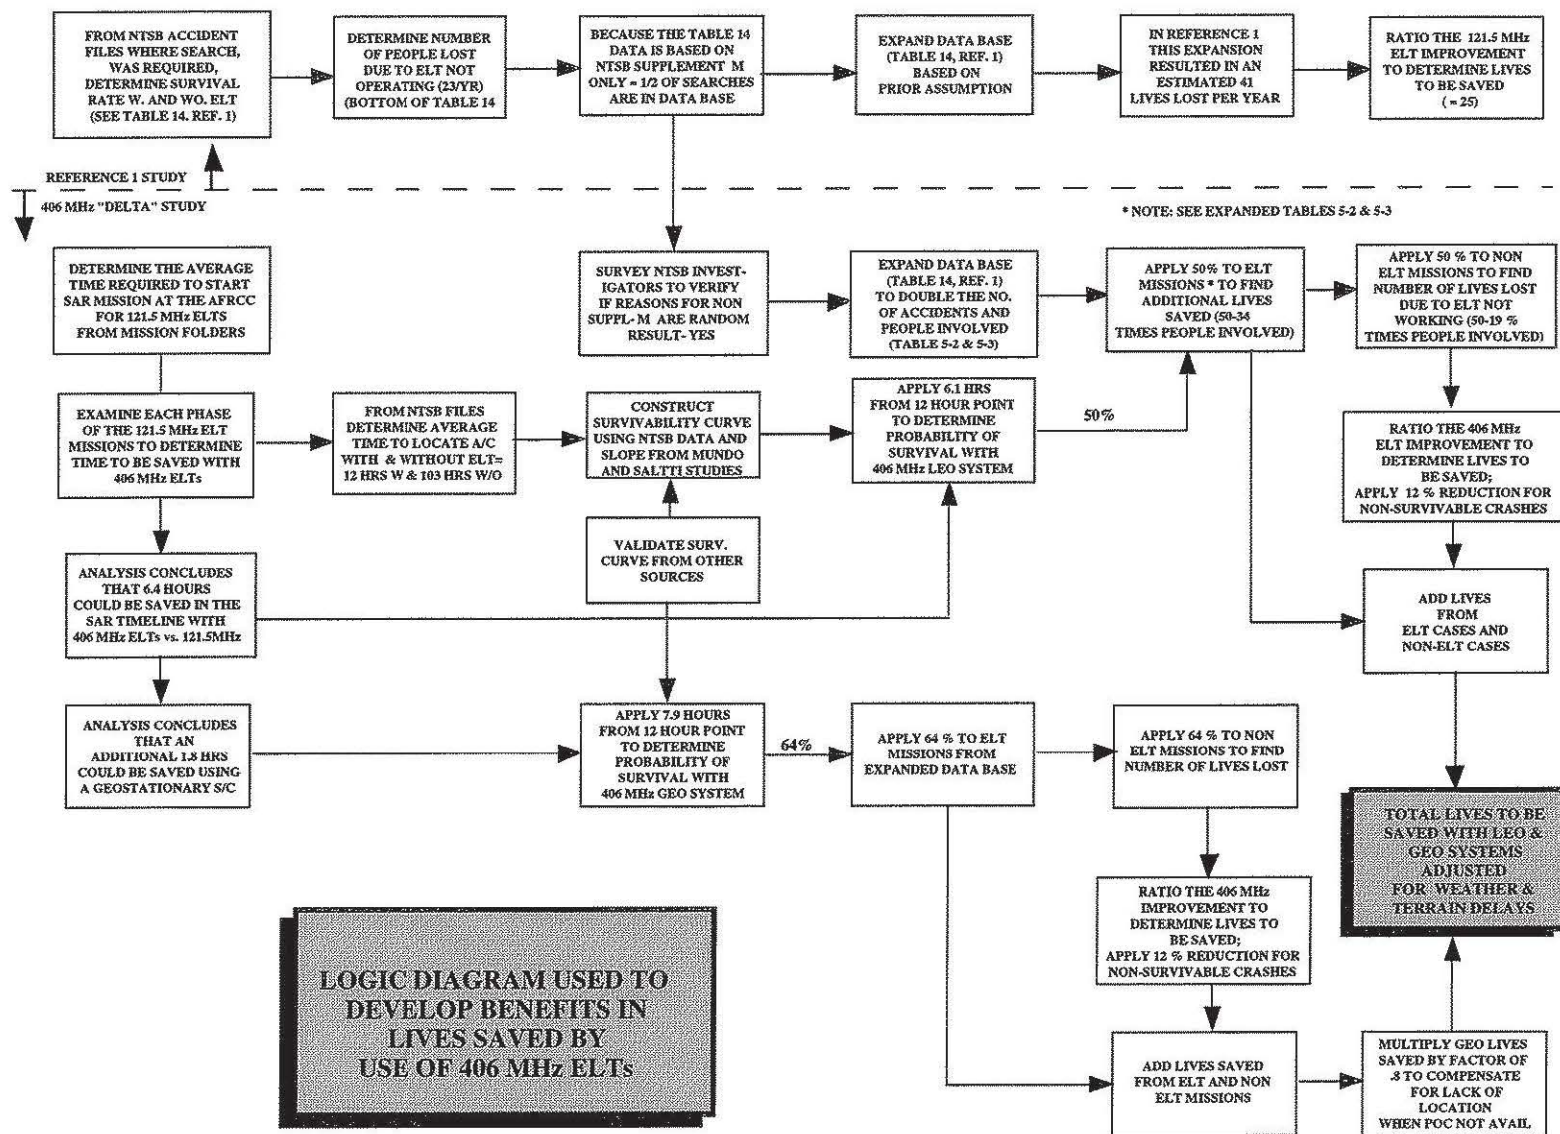 FROM NTSB ACCIDENT
FILES WHERE SEARCH,
WAS REQUIRED,
DETERMINE SURVIVAL
RATE W. AND WO. ELT
(SEE TABLE 14. REF. 1)
DETERMINE NUMBER
OF PEOPLE LOST
DUE TO ELT NOT
OPERATING (23/YR)
(BOTTOM OF TABLE 14
BECAUSE THE TABLE 14
DATA IS BASED ON
NTSB SUPPLEMENT M
ONLY = 1/2 OF SEARCHES
ARE IN DATA BASE
EXPAND DATA BASE
(TABLE 14, REF. 1)
BASED ON
PRIOR ASSUMPTION
IN REFERENCE 1
THIS EXPANSION
RESULTED IN AN
ESTIMATED 41
LIVES LOST PER YEAR
RATIO THE 121.5 MHz
ELT IMPROVEMENT
TO DETERMINE LIVES
TO BE SAVED
( = 25)
REFERENCE 1 STUDY
406 MHz "DELTA" STUDY
* NOTE: SEE EXPANDED TABLES 5-2 & 5-3
DETERMINE THE AVERAGE
TIME REQUIRED TO START
SAR MISSION AT THE AFRCC
FOR 121.5 MHz ELTS
FROM MISSION FOLDERS
SURVEY NTSB INVEST-
IGATORS TO VERIFY
IF REASONS FOR NON
SUPPL- M ARE RANDOM
RESULT- YES
EXPAND DATA BASE
(TABLE 14, REF. 1)
TO DOUBLE THE NO.
OF ACCIDENTS AND
PEOPLE INVOLVED
(TABLE 5-2 & 5-3)
APPLY 50% TO ELT
MISSIONS * TO FIND
ADDITIONAL LIVES
SAVED (50-34
TIMES PEOPLE INVOLVED)
APPLY 50 % TO NON
ELT MISSIONS TO FIND
NUMBER OF LIVES LOST
DUE TO ELT NOT
WORKING (50-19 %
TIMES PEOPLE INVOLVED)
EXAMINE EACH PHASE
OF THE 121.5 MHz ELT
MISSIONS TO DETERMINE
TIME TO BE SAVED WITH
406 MHz ELTs
FROM NTSB FILES
DETERMINE AVERAGE
TIME TO LOCATE A/C
WITH & WITHOUT ELT=
12 HRS W & 103 HRS W/O
CONSTRUCT
SURVIVABILITY CURVE
USING NTSB DATA AND
SLOPE FROM MUNDO
AND SALTTI STUDIES
APPLY 6.1 HRS
FROM 12 HOUR POINT
TO DETERMINE
PROBABILITY OF
SURVIVAL WITH
406 MHz LEO SYSTEM
50%
RATIO THE 406 MHz
ELT IMPROVEMENT TO
DETERMINE LIVES TO
BE SAVED;
APPLY 12 % REDUCTION FOR
NON-SURVIVABLE CRASHES
VALIDATE SURV.
CURVE FROM OTHER
SOURCES
ANALYSIS CONCLUDES
THAT 6.4 HOURS
COULD BE SAVED IN THE
SAR TIMELINE WITH
406 MHz ELTs vs. 121.5MHz
ADD LIVES
FROM
ELT CASES AND
NON-ELT CASES
ANALYSIS CONCLUDES
THAT AN
ADDITIONAL 1.8 HRS
COULD BE SAVED USING
A GEOSTATIONARY S/C
APPLY 7.9 HOURS
FROM 12 HOUR POINT
TO DETERMINE
PROBABILITY OF
SURVIVAL WITH
406 MHz GEO SYSTEM
64%
APPLY 64 % TO ELT
MISSIONS FROM
EXPANDED DATA BASE
APPLY 64 % TO NON
ELT MISSIONS TO FIND
NUMBER OF LIVES LOST
TOTAL LIVES TO BE
SAVED WITH LEO &
GEO SYSTEMS
ADJUSTED
FOR WEATHER &
TERRAIN DELAYS
RATIO THE 406 MHz
IMPROVEMENT TO
DETERMINE LIVES TO
BE SAVED;
APPLY 12 % REDUCTION FOR
NON-SURVIVABLE CRASHES
LOGIC DIAGRAM USED TO
DEVELOP BENEFITS IN
LIVES SAVED BY
USE OF 406 MHz ELTs
ADD LIVES SAVED
FROM ELT AND NON
ELT MISSIONS
MULTIPLY GEO LIVES
SAVED BY FACTOR OF
.8 TO COMPENSATE
FOR LACK OF
LOCATION
WHEN POC NOT AVAIL